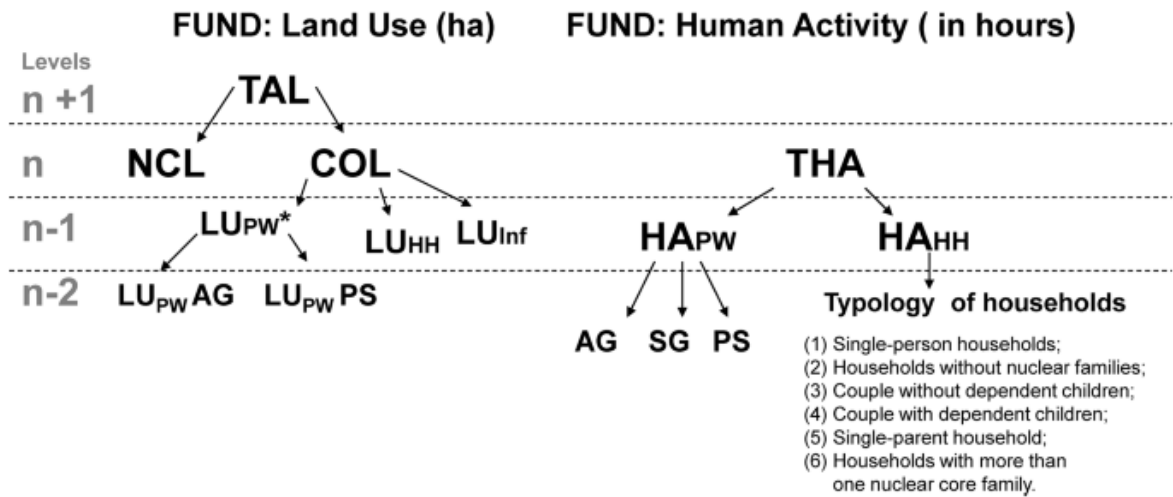 FUND: Land Use (ha) FUND: Human Activity ( in hours)
Levels
n +1 TAL
n NCL COL THA
n-1 LUPW* LUHH LUInf HAPW HAHH
n-2 LUPW AG LUPW PS Typology of households
AG SG PS
(1) Single-person households;
(2) Households without nuclear families;
(3) Couple without dependent children;
(4) Couple with dependent children;
(5) Single-parent household;
(6) Households with more than
one nuclear core family.